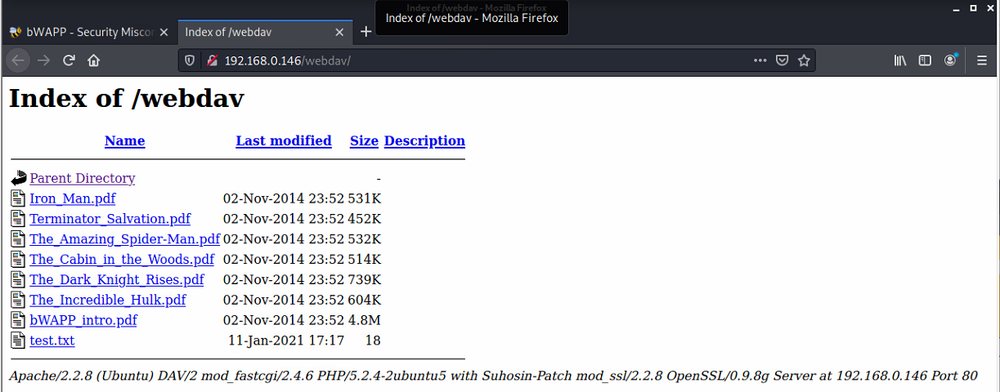 Index of /webdav - Mozilla Firefox
Index of /webdav - Mozilla Firefox
bWAPP - Security Miscon
Index of /webdav
192.168.0.146/webdav/
Index of /webdav
Name Last modified Size Description
Parent Directory -
Iron_Man.pdf 02-Nov-2014 23:52 531K
Terminator_Salvation.pdf 02-Nov-2014 23:52 452K
The_Amazing_Spider-Man.pdf 02-Nov-2014 23:52 532K
The_Cabin_in_the_Woods.pdf 02-Nov-2014 23:52 514K
The_Dark_Knight_Rises.pdf 02-Nov-2014 23:52 739K
The_Incredible_Hulk.pdf 02-Nov-2014 23:52 604K
bWAPP_intro.pdf 02-Nov-2014 23:52 4.8M
test.txt 11-Jan-2021 17:17 18
Apache/2.2.8 (Ubuntu) DAV/2 mod_fastcgi/2.4.6 PHP/5.2.4-2ubuntu5 with Suhosin-Patch mod_ssl/2.2.8 OpenSSL/0.9.8g Server at 192.168.0.146 Port 80